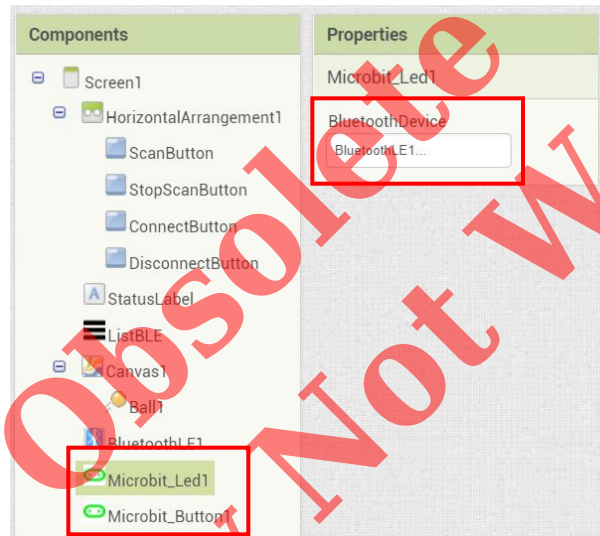 Components
Properties
Screen1
HorizontalArrangement1
ScanButton
StopScanButton
ConnectButton
DisconnectButton
StatusLabel
ListBLE
Canvas1
Ball1
BluetoothLE1
Microbit_Led1
Microbit_Button1
Microbit_Led1
BluetoothDevice
BluetoothLE1...
Obsolete
Not W